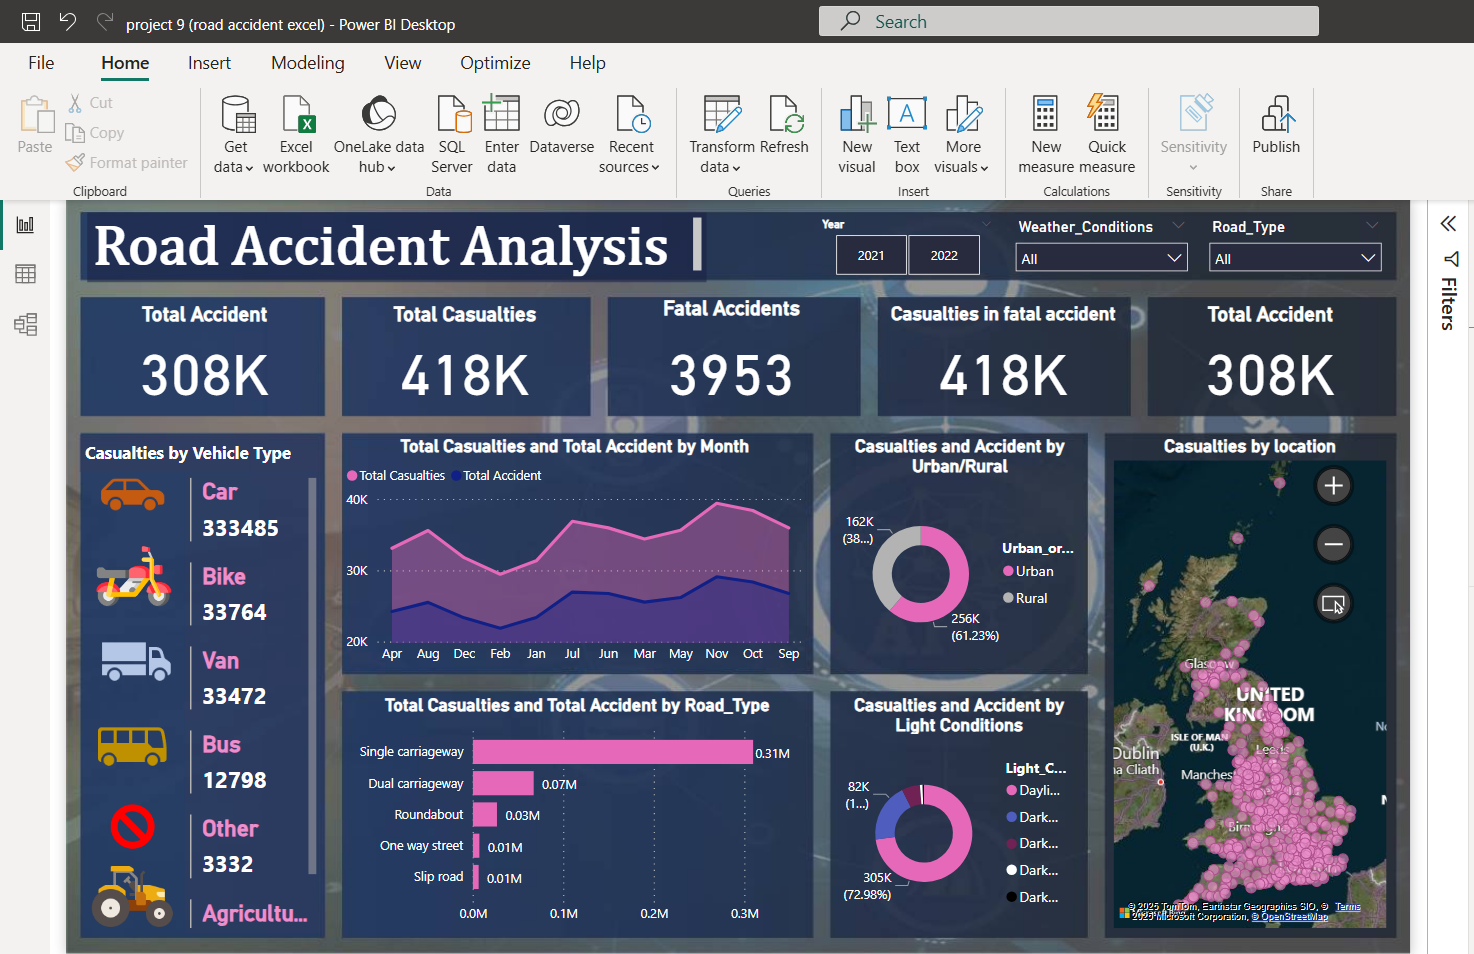 project 9 (road accident excel) - Power BI Desktop
Search
File Home Insert Modeling View Optimize Help
Paste
Cut
Copy
Format painter
Clipboard
Get data
Excel workbook
OneLake data hub
SQL Server
Enter data
Dataverse
Recent sources
Data
Transform data
Refresh
Queries
New visual
Text box
More visuals
Insert
New measure
Quick measure
Calculations
Sensitivity
Sensitivity
Publish
Share
Filters
Road Accident Analysis
Year
2021 2022
Weather_Conditions
All
Road_Type
All
Total Accident
308K
Total Casualties
418K
Fatal Accidents
3953
Casualties in fatal accident
418K
Total Accident
308K
Casualties by Vehicle Type
Car
333485
Bike
33764
Van
33472
Bus
12798
Other
3332
Agricultu...
Total Casualties and Total Accident by Month
Total Casualties Total Accident
40K
30K
20K
Apr Aug Dec Feb Jan Jul Jun Mar May Nov Oct Sep
Casualties and Accident by
Urban/Rural
162K
(38...)
256K
(61.23%)
Urban_or...
Urban
Rural
Casualties by location
Glasgow
UNITED
KINGDOM
ISLE OF MAN
(U.K.)
Leeds
Dublin
na Cliath
Manches
Birmingham
© 2025 TomTom, Earthstar Geographics SIO, © Terms
2025 Microsoft Corporation, © OpenStreetMap
Total Casualties and Total Accident by Road_Type
Single carriageway 0.31M
Dual carriageway 0.07M
Roundabout 0.03M
One way street 0.01M
Slip road 0.01M
0.0M 0.1M 0.2M 0.3M
Casualties and Accident by
Light Conditions
82K
(1...)
305K
(72.98%)
Light_C...
Dayli...
Dark...
Dark...
Dark...
Dark...